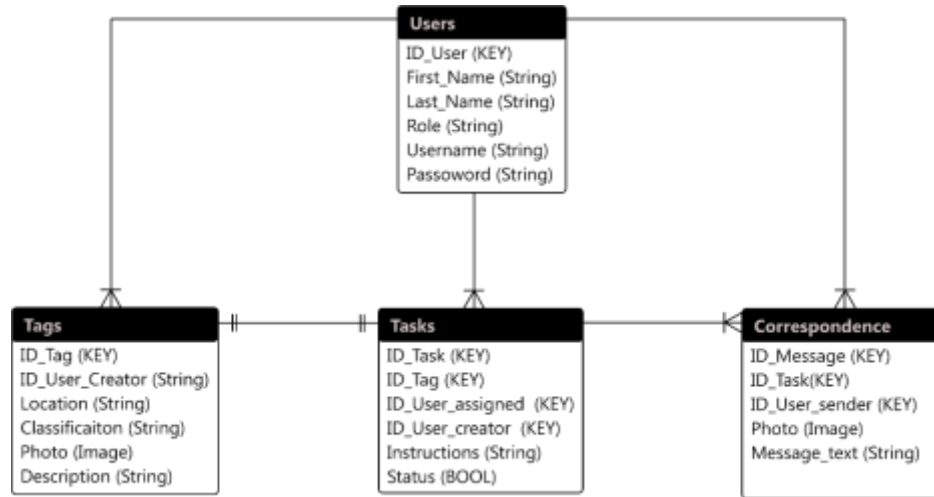 Users
ID_User (KEY)
First_Name (String)
Last_Name (String)
Role (String)
Username (String)
Passoword (String)
Tags
ID_Tag (KEY)
ID_User_Creator (String)
Location (String)
Classificaiton (String)
Photo (Image)
Description (String)
Tasks
ID_Task (KEY)
ID_Tag (KEY)
ID_User_assigned (KEY)
ID_User_creator (KEY)
Instructions (String)
Status (BOOL)
Correspondence
ID_Message (KEY)
ID_Task(KEY)
ID_User_sender (KEY)
Photo (Image)
Message_text (String)